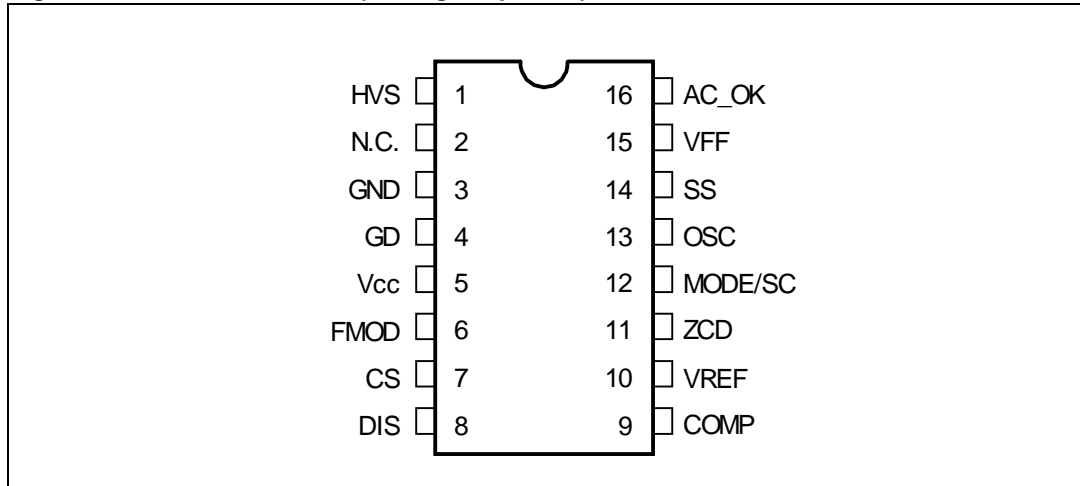 HVS 1 16 AC_OK
N.C. 2 15 VFF
GND 3 14 SS
GD 4 13 OSC
Vcc 5 12 MODE/SC
FMOD 6 11 ZCD
CS 7 10 VREF
DIS 8 9 COMP